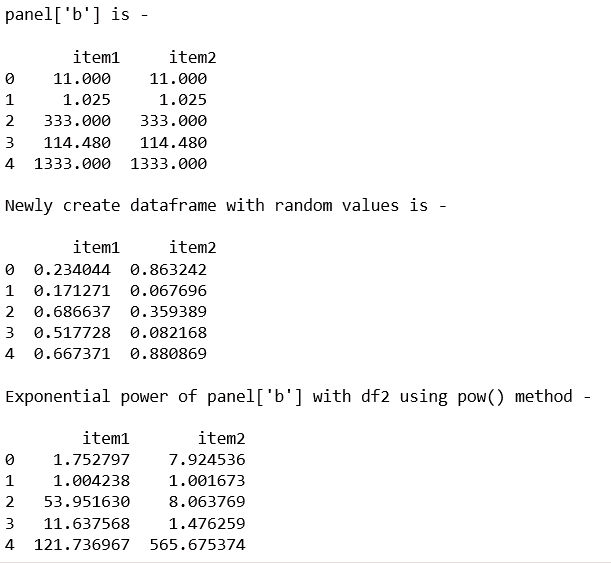 panel['b'] is -
item1 item2
0 11.000 11.000
1 1.025 1.025
2 333.000 333.000
3 114.480 114.480
4 1333.000 1333.000
Newly create dataframe with random values is -
item1 item2
0 0.234044 0.863242
1 0.171271 0.067696
2 0.686637 0.359389
3 0.517728 0.082168
4 0.667371 0.880869
Exponential power of panel['b'] with df2 using pow() method -
item1 item2
0 1.752797 7.924536
1 1.004238 1.001673
2 53.951630 8.063769
3 11.637568 1.476259
4 121.736967 565.675374